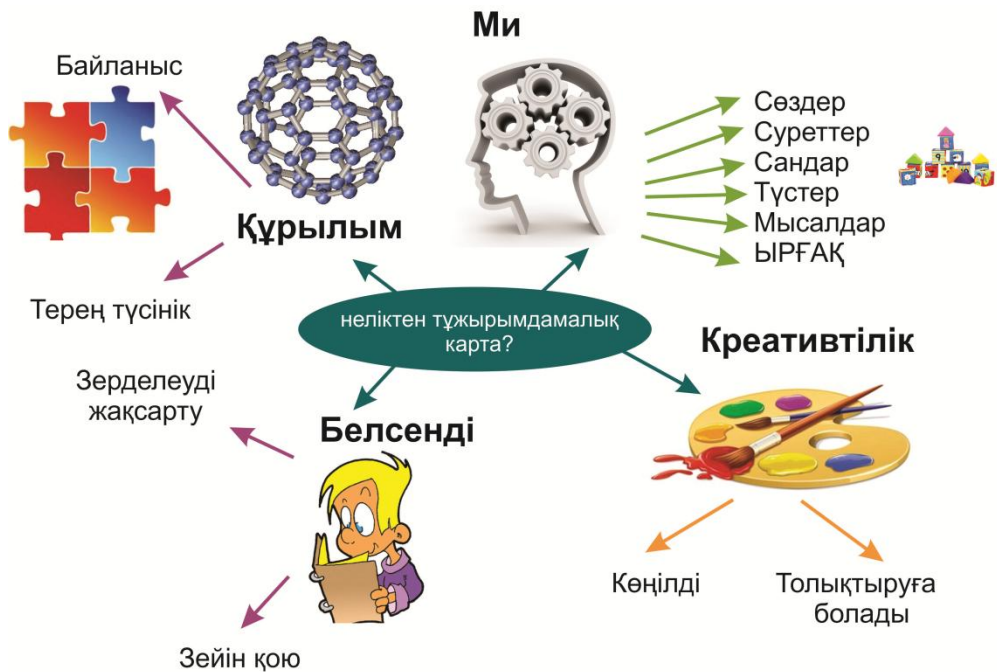 Ми
Байланыс
Сөздер
Суреттер
Сандар
Түстер
Мысалдар
ЫРҒАҚ
Құрылым
Терең түсінік
неліктен тұжырымдамалық
карта?
Креативтілік
Зерделеуді
жақсарту
Белсенді
Көңілді
Толықтыруға
болады
Зейін қою